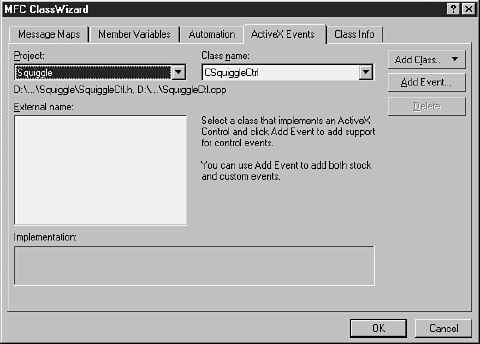 MFC ClassWizard
Message Maps
Member Variables
Automation
ActiveX Events
Class Info
Project:
Class name:
Add Class...
Squiggle
CSquiggleCtrl
Add Event...
D:\...\Squiggle\SquiggleCtl.h, D:\...\SquiggleCtl.cpp
Delete
External name:
Select a class that implements an ActiveX
Control and click Add Event to add support
for control events.
You can use Add Event to add both stock
and custom events.
Implementation:
OK
Cancel